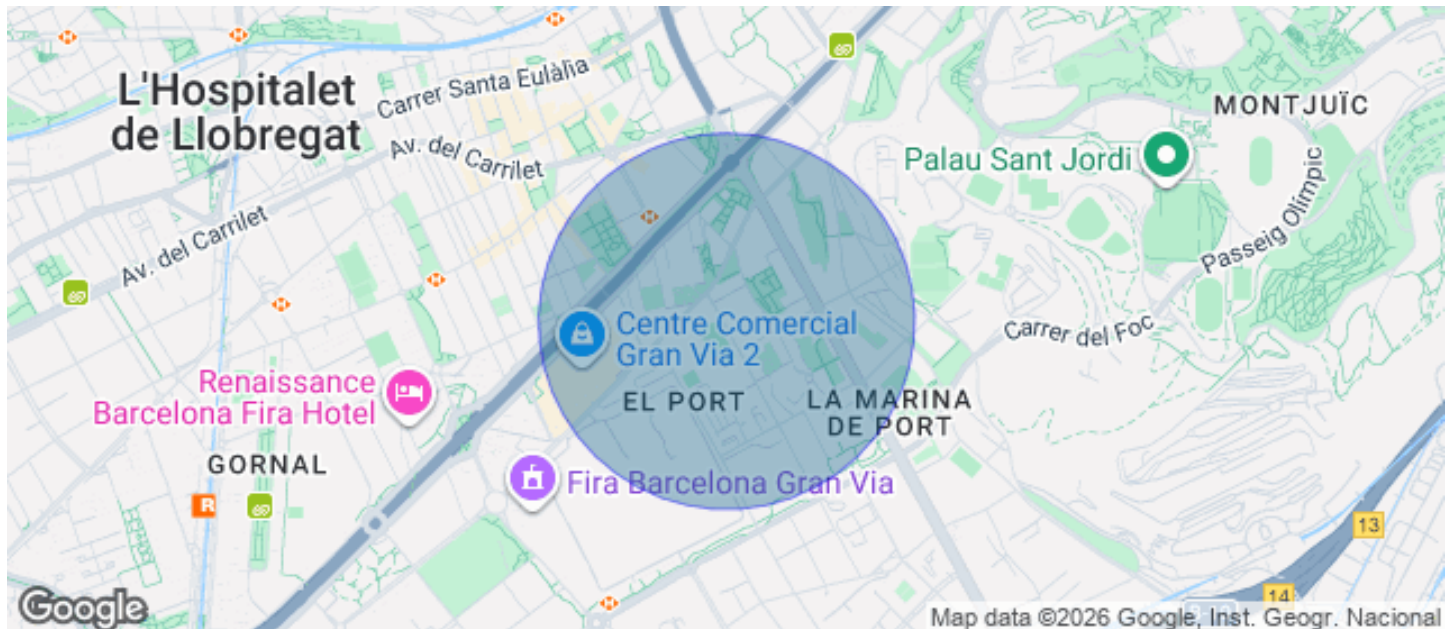 L'Hospitalet
de Llobregat
Carrer Santa Eulàlia
Av. del Carrilet
Av. del Carrilet
MONTJUÏC
Palau Sant Jordi
Passeig Olímpic
Carrer del Foc
Centre Comercial
Gran Via 2
Renaissance
Barcelona Fira Hotel
EL PORT
LA MARINA
DE PORT
GORNAL
Fira Barcelona Gran Via
R
13
14
Google
Map data ©2026 Google, Inst. Geogr. Nacional